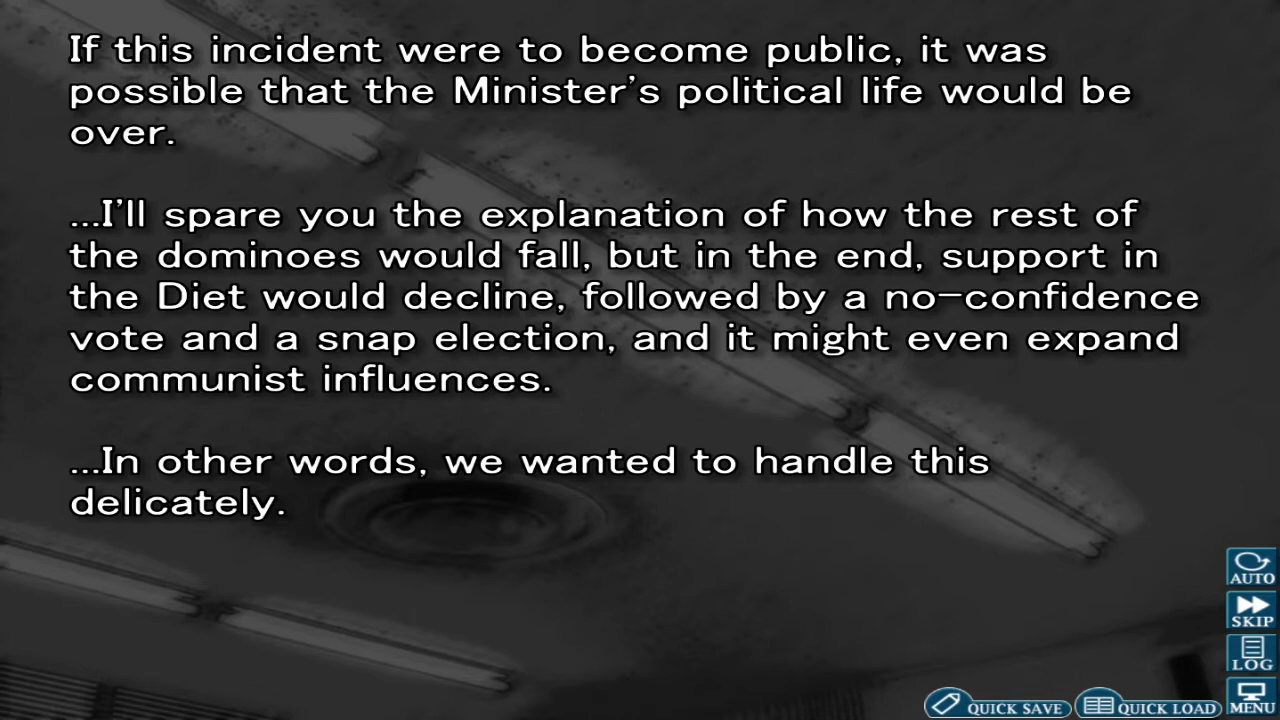 If this incident were to become public, it was
possible that the Minister's political life would be
over.
...I'll spare you the explanation of how the rest of
the dominoes would fall, but in the end, support in
the Diet would decline, followed by a no-confidence
vote and a snap election, and it might even expand
communist influences.
...In other words, we wanted to handle this
delicately.
AUTO
SKIP
LOG
MENU
QUICK SAVE
QUICK LOAD